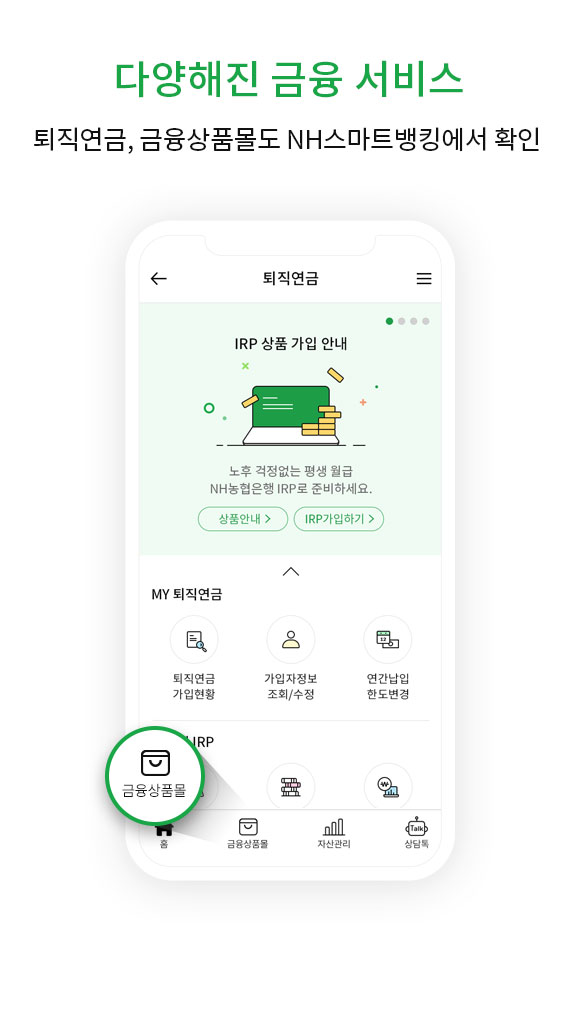 다양해진 금융 서비스
퇴직연금, 금융상품몰도 NH스마트뱅킹에서 확인
퇴직연금
IRP 상품 가입 안내
노후 걱정없는 평생 월급
NH농협은행 IRP로 준비하세요.
상품안내 >
IRP가입하기 >
MY 퇴직연금
퇴직연금
가입현황
가입자정보
조회/수정
연간납입
한도변경
12
IRP
금융상품몰
홈
금융상품몰
자산관리
Talk
상담톡